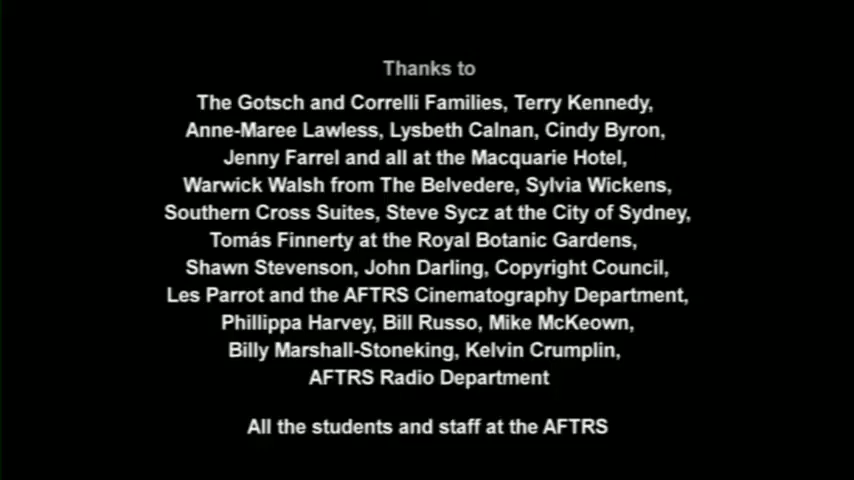 Thanks to
The Gotsch and Correlli Families, Terry Kennedy,
Anne-Maree Lawless, Lysbeth Calnan, Cindy Byron,
Jenny Farrel and all at the Macquarie Hotel,
Warwick Walsh from The Belvedere, Sylvia Wickens,
Southern Cross Suites, Steve Sycz at the City of Sydney,
Tomás Finnerty at the Royal Botanic Gardens,
Shawn Stevenson, John Darling, Copyright Council,
Les Parrot and the AFTRS Cinematography Department,
Phillippa Harvey, Bill Russo, Mike McKeown,
Billy Marshall-Stoneking, Kelvin Crumplin,
AFTRS Radio Department
All the students and staff at the AFTRS